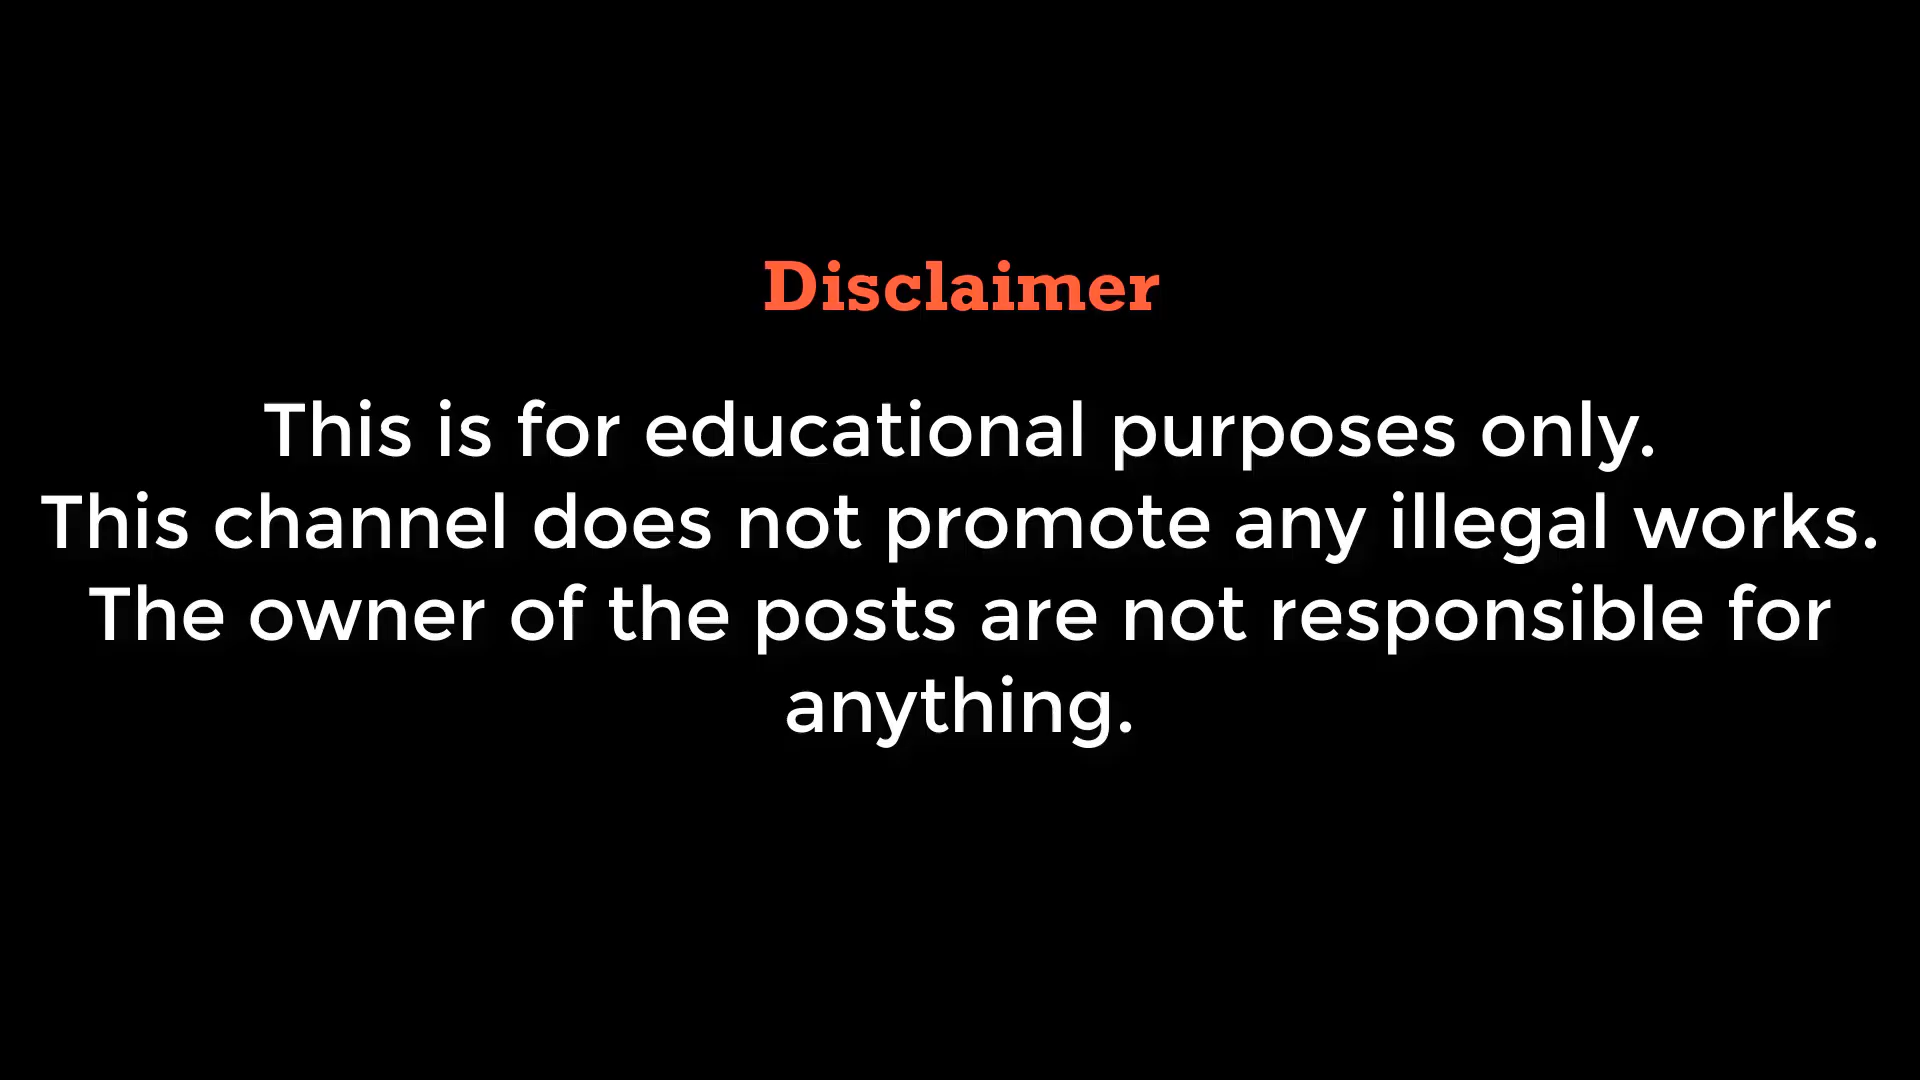 Disclaimer
This is for educational purposes only.
This channel does not promote any illegal works.
The owner of the posts are not responsible for
anything.